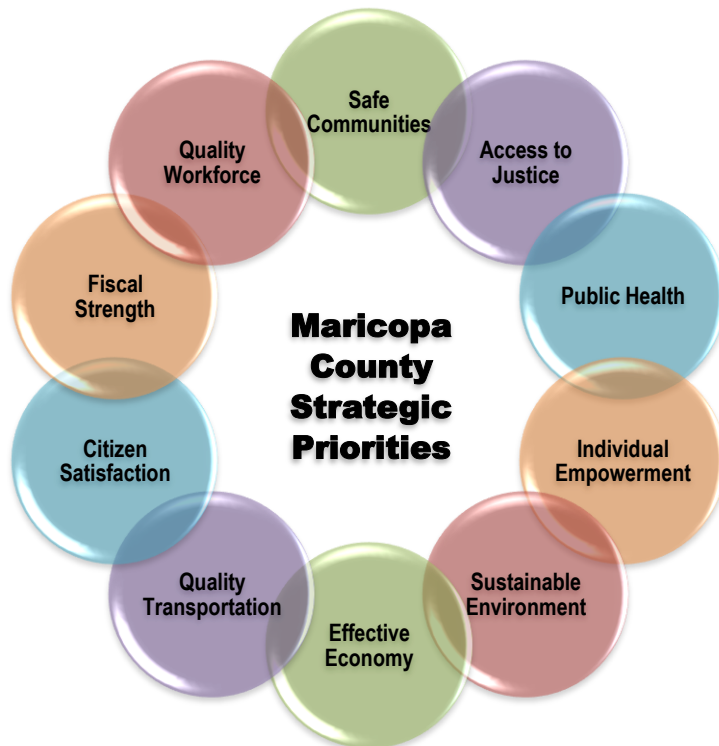 Safe
Communities
Access to
Justice
Public Health
Individual
Empowerment
Sustainable
Environment
Effective
Economy
Quality
Transportation
Citizen
Satisfaction
Fiscal
Strength
Quality
Workforce
Maricopa
County
Strategic
Priorities